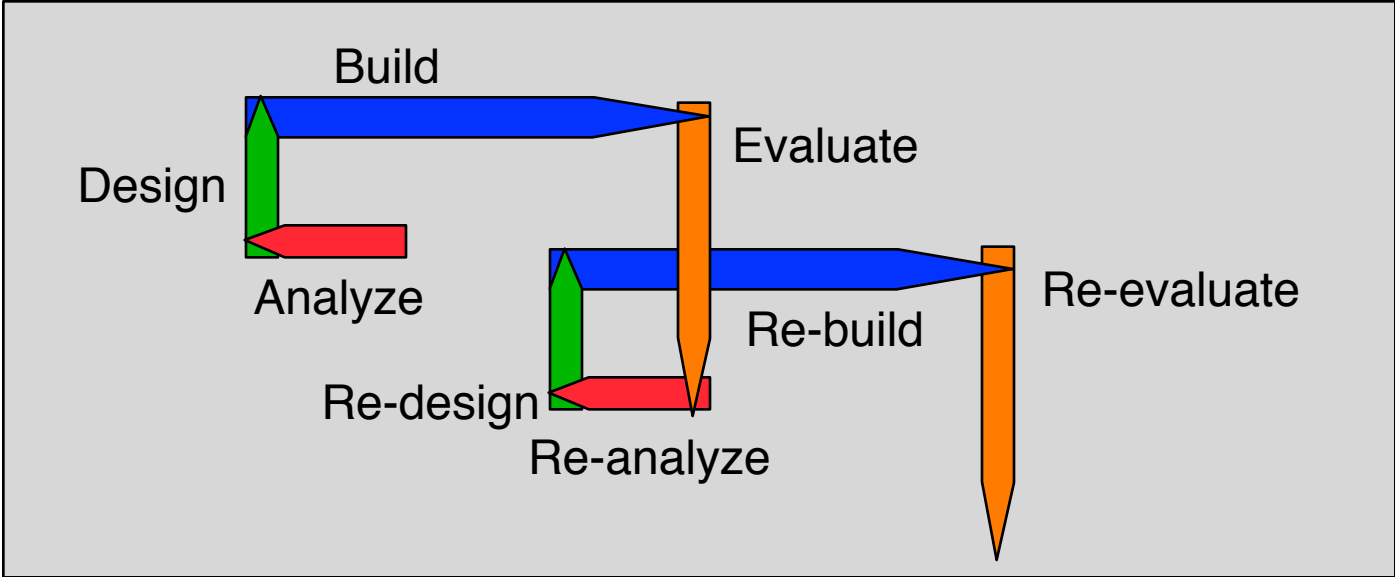 Build
Evaluate
Design
Analyze
Re-evaluate
Re-build
Re-design
Re-analyze